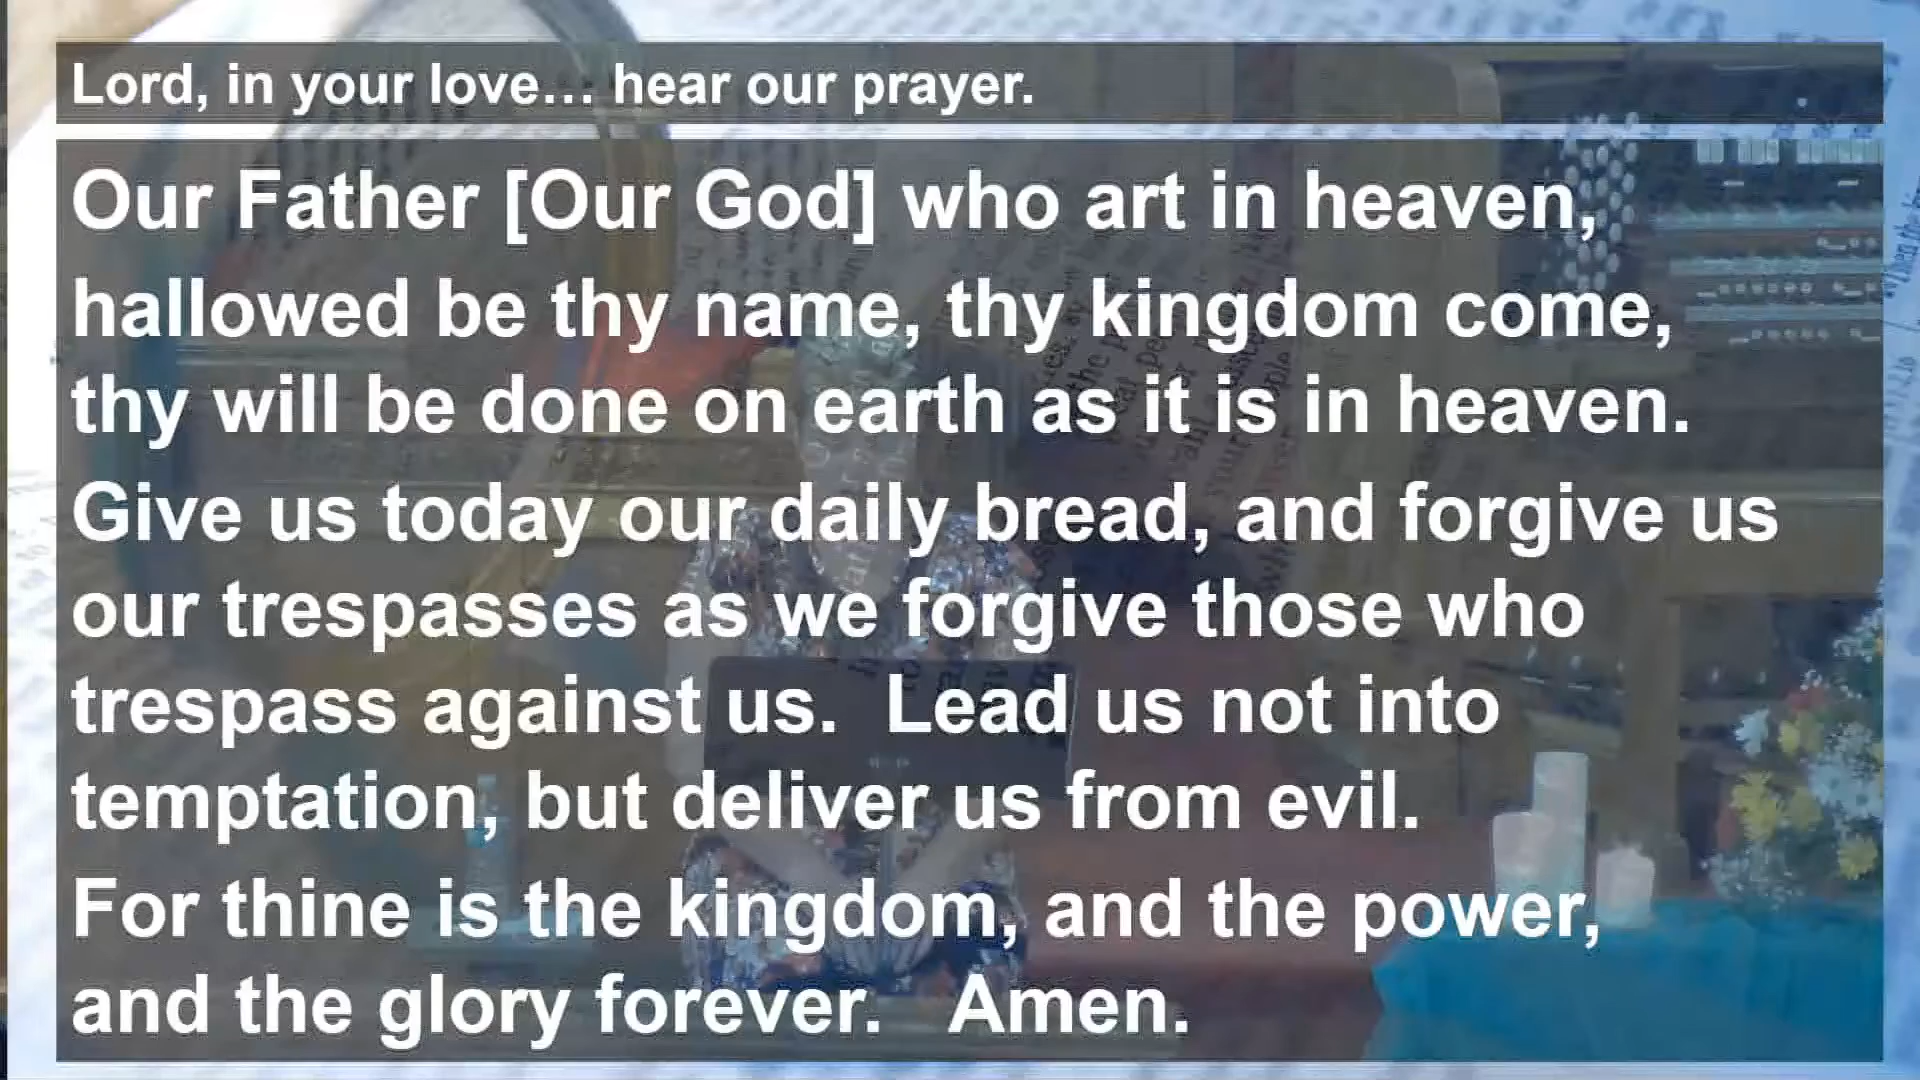 Lord, in your love… hear our prayer.
Our Father [Our God] who art in heaven,
hallowed be thy name, thy kingdom come,
thy will be done on earth as it is in heaven.
Give us today our daily bread, and forgive us
our trespasses as we forgive those who
trespass against us.  Lead us not into
temptation, but deliver us from evil.
For thine is the kingdom, and the power,
and the glory forever.   Amen.